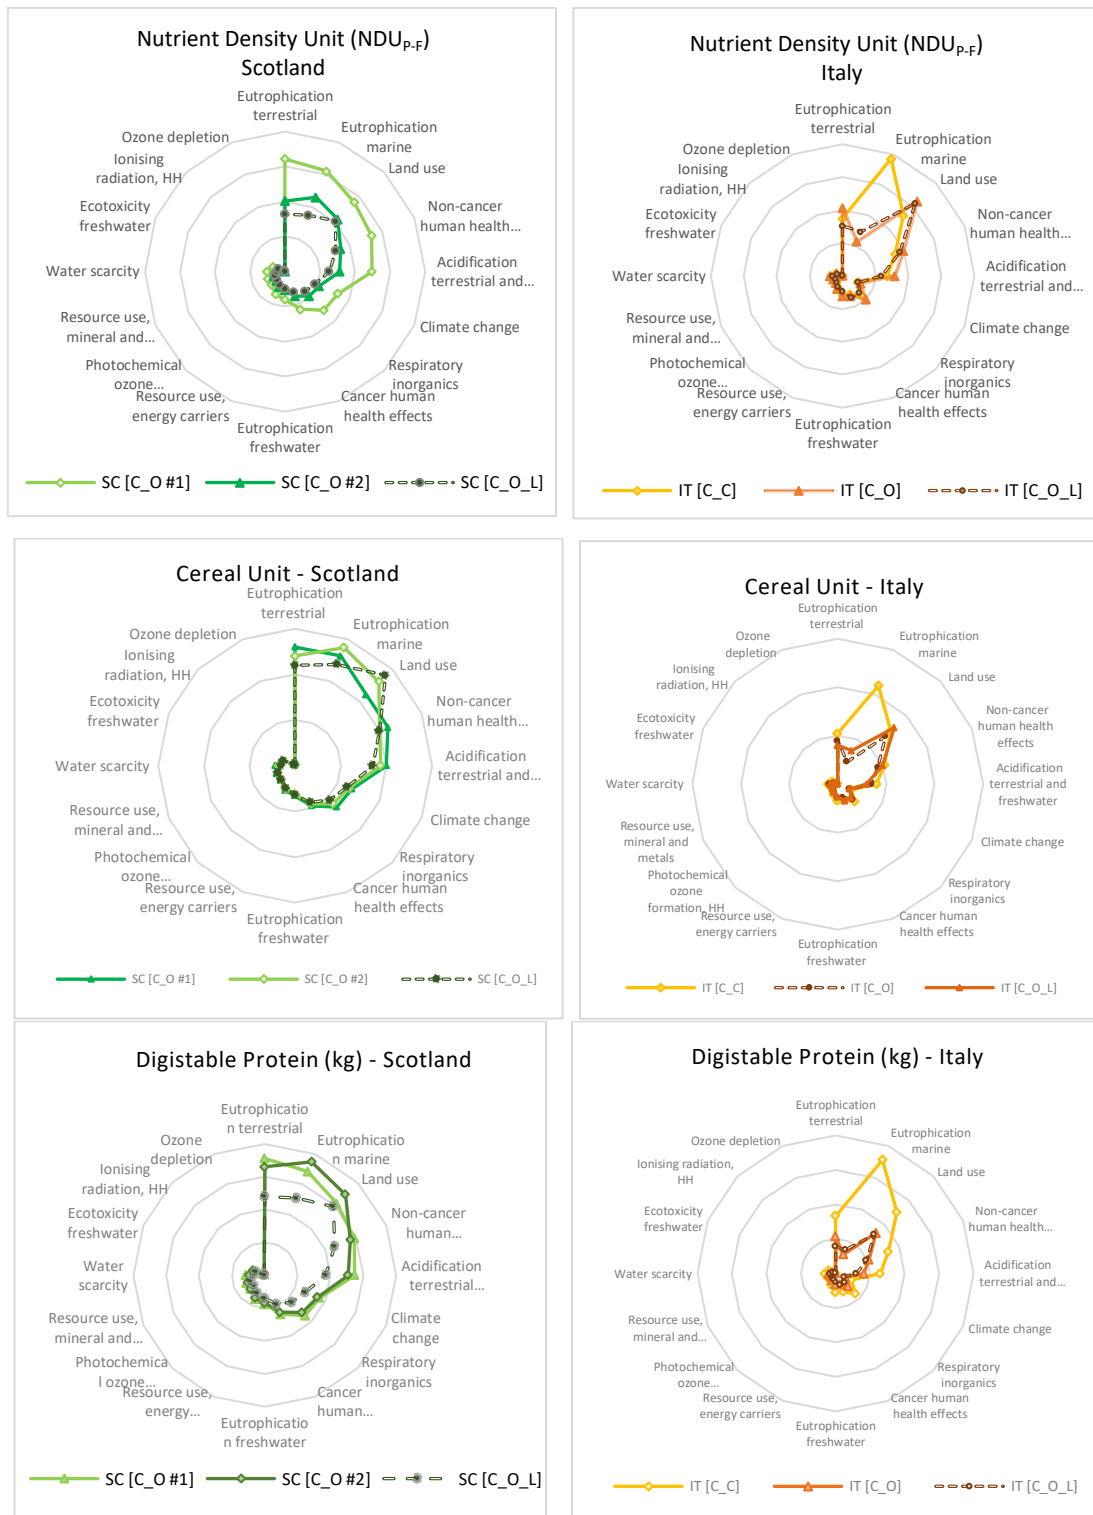 Nutrient Density Unit (NDUP-F)
Scotland
Eutrophication
terrestrial
Eutrophication
marine
Land use
Non-cancer
human health...
Acidification
terrestrial and...
Climate change
Respiratory
inorganics
Cancer human
health effects
Eutrophication
freshwater
Resource use,
energy carriers
Photochemical
ozone...
Resource use,
mineral and...
Water scarcity
Ecotoxicity
freshwater
Ionising
radiation, HH
Ozone depletion
SC [C_O #1]
SC [C_O #2]
SC [C_O_L]
Nutrient Density Unit (NDUP-F)
Italy
Eutrophication
terrestrial
Eutrophication
marine
Land use
Non-cancer
human health...
Acidification
terrestrial and...
Climate change
Respiratory
inorganics
Cancer human
health effects
Eutrophication
freshwater
Resource use,
energy carriers
Photochemical
ozone...
Resource use,
mineral and...
Water scarcity
Ecotoxicity
freshwater
Ionising
radiation, HH
Ozone depletion
IT [C_C]
IT [C_O]
IT [C_O_L]
Cereal Unit - Scotland
Eutrophication
terrestrial
Eutrophication
marine
Land use
Non-cancer
human health...
Acidification
terrestrial and...
Climate change
Respiratory
inorganics
Cancer human
health effects
Eutrophication
freshwater
Resource use,
energy carriers
Photochemical
ozone...
Resource use,
mineral and...
Water scarcity
Ecotoxicity
freshwater
Ionising
radiation, HH
Ozone depletion
SC [C_O #1]
SC [C_O #2]
SC [C_O_L]
Cereal Unit - Italy
Eutrophication
terrestrial
Eutrophication
marine
Land use
Non-cancer
human health
effects
Acidification
terrestrial and
freshwater
Climate change
Respiratory
inorganics
Cancer human
health effects
Eutrophication
freshwater
Resource use,
energy carriers
Photochemical
ozone
formation, HH
Resource use,
mineral and
metals
Water scarcity
Ecotoxicity
freshwater
Ionising
radiation, HH
Ozone
depletion
IT [C_C]
IT [C_O]
IT [C_O_L]
Digistable Protein (kg) - Scotland
Eutrophicatio
n terrestrial
Eutrophicatio
n marine
Land use
Non-cancer
human...
Acidification
terrestrial...
Climate
change
Respiratory
inorganics
Cancer
human...
Eutrophicatio
n freshwater
Resource use,
energy...
Photochemica
l ozone...
Resource use,
mineral and...
Water
scarcity
Ecotoxicity
freshwater
Ionising
radiation, HH
Ozone
depletion
SC [C_O #1]
SC [C_O #2]
SC [C_O_L]
Digistable Protein (kg) - Italy
Eutrophication
terrestrial
Eutrophication
marine
Land use
Non-cancer
human health...
Acidification
terrestrial and...
Climate change
Respiratory
inorganics
Cancer human
health effects
Eutrophication
freshwater
Resource use,
energy carriers
Photochemical
ozone...
Resource use,
mineral and...
Water scarcity
Ecotoxicity
freshwater
Ionising radiation,
HH
Ozone depletion
IT [C_C]
IT [C_O]
IT [C_O_L]